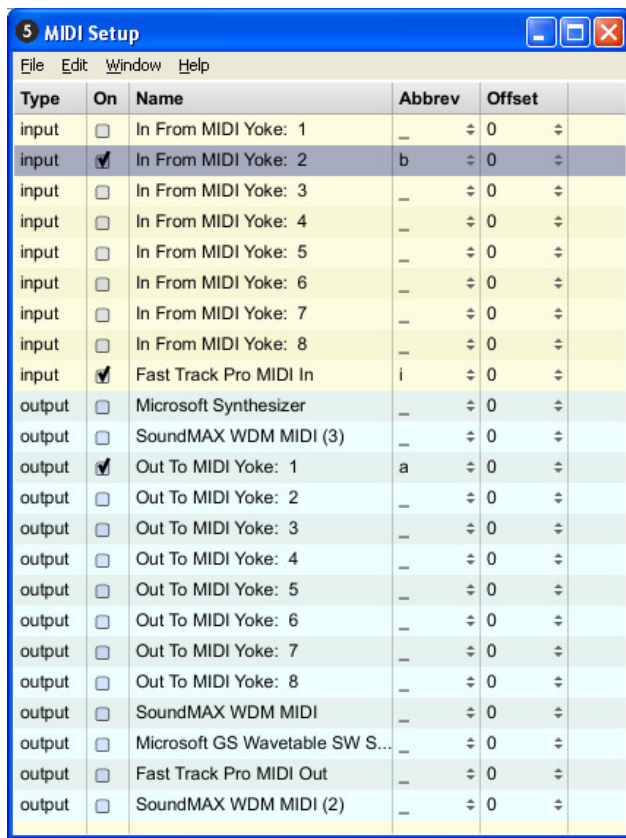 5 MIDI Setup
File Edit Window Help
Type On Name Abbrev Offset
input In From MIDI Yoke: 1 _ 0
input In From MIDI Yoke: 2 b 0
input In From MIDI Yoke: 3 _ 0
input In From MIDI Yoke: 4 _ 0
input In From MIDI Yoke: 5 _ 0
input In From MIDI Yoke: 6 _ 0
input In From MIDI Yoke: 7 _ 0
input In From MIDI Yoke: 8 _ 0
input Fast Track Pro MIDI In i 0
output Microsoft Synthesizer _ 0
output SoundMAX WDM MIDI (3) _ 0
output Out To MIDI Yoke: 1 a 0
output Out To MIDI Yoke: 2 _ 0
output Out To MIDI Yoke: 3 _ 0
output Out To MIDI Yoke: 4 _ 0
output Out To MIDI Yoke: 5 _ 0
output Out To MIDI Yoke: 6 _ 0
output Out To MIDI Yoke: 7 _ 0
output Out To MIDI Yoke: 8 _ 0
output SoundMAX WDM MIDI _ 0
output Microsoft GS Wavetable SW S... _ 0
output Fast Track Pro MIDI Out _ 0
output SoundMAX WDM MIDI (2) _ 0